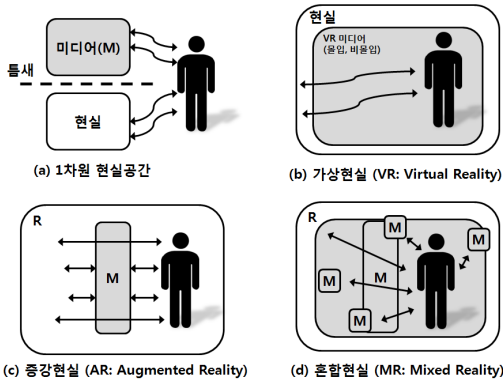 미디어(M)
틈새
현실
(a) 1차원 현실공간
현실
VR 미디어
(몰입, 비몰입)
(b) 가상현실 (VR: Virtual Reality)
R
M
(c) 증강현실 (AR: Augmented Reality)
R
M
M
M
M
M
(d) 혼합현실 (MR: Mixed Reality)